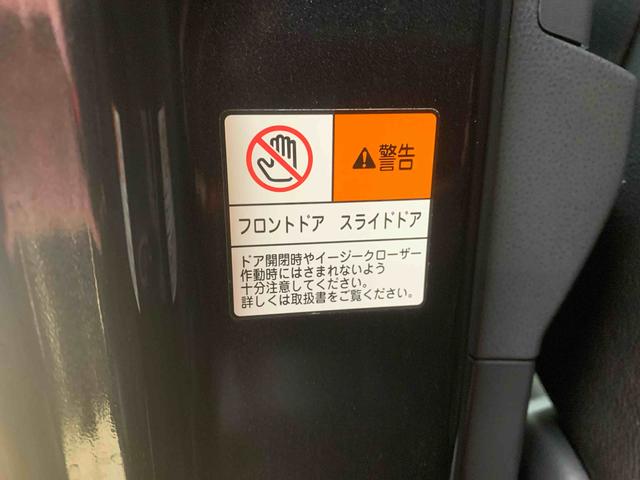 警告
フロントドア スライドドア
ドア開閉時やイージークローザー
作動時にはさまれないよう
十分注意してください。
詳しくは取扱書をご覧ください。